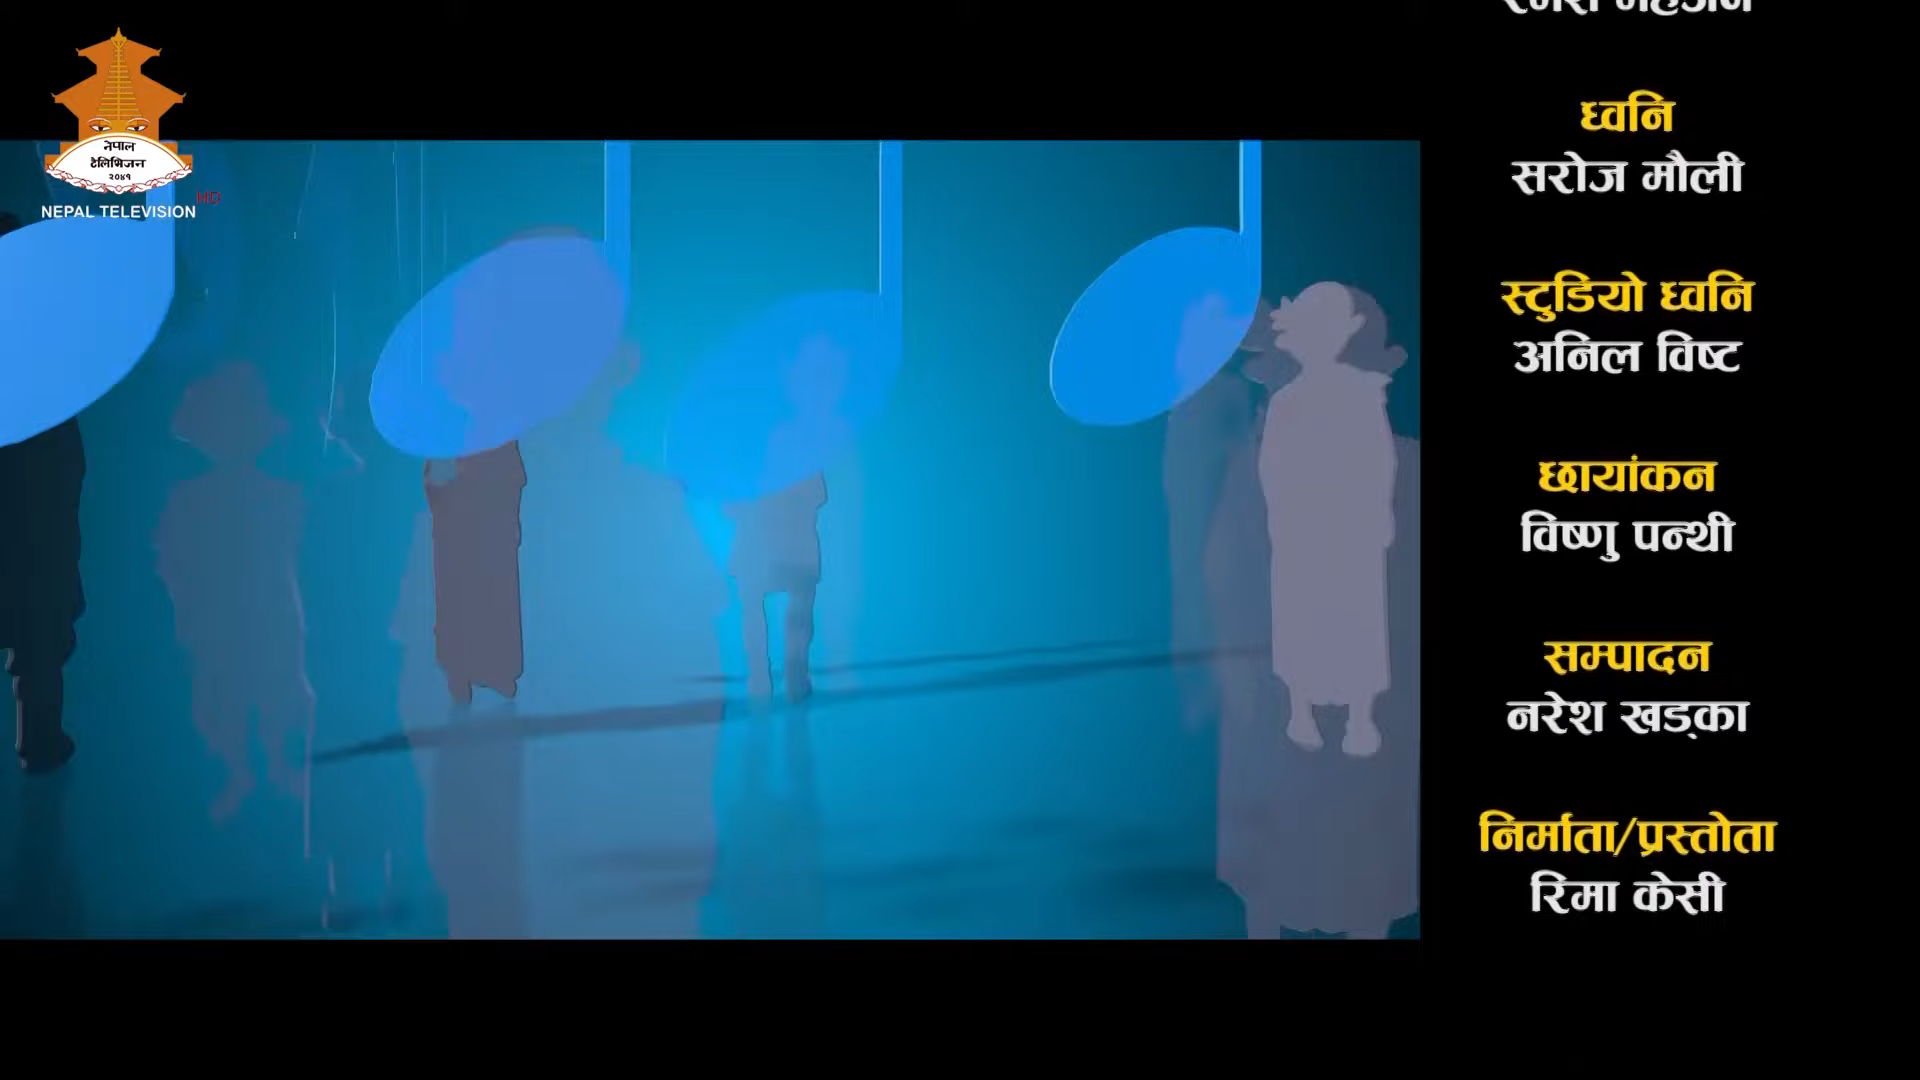 नेपाल
टेलिभिजन
२०४१
HD
NEPAL TELEVISION
ध्वनि
सरोज मौली
स्टुडियो ध्वनि
अनिल विष्ट
छायांकन
विष्णु पन्थी
सम्पादन
नरेश खड्का
निर्माता/प्रस्तोता
रिमा केसी